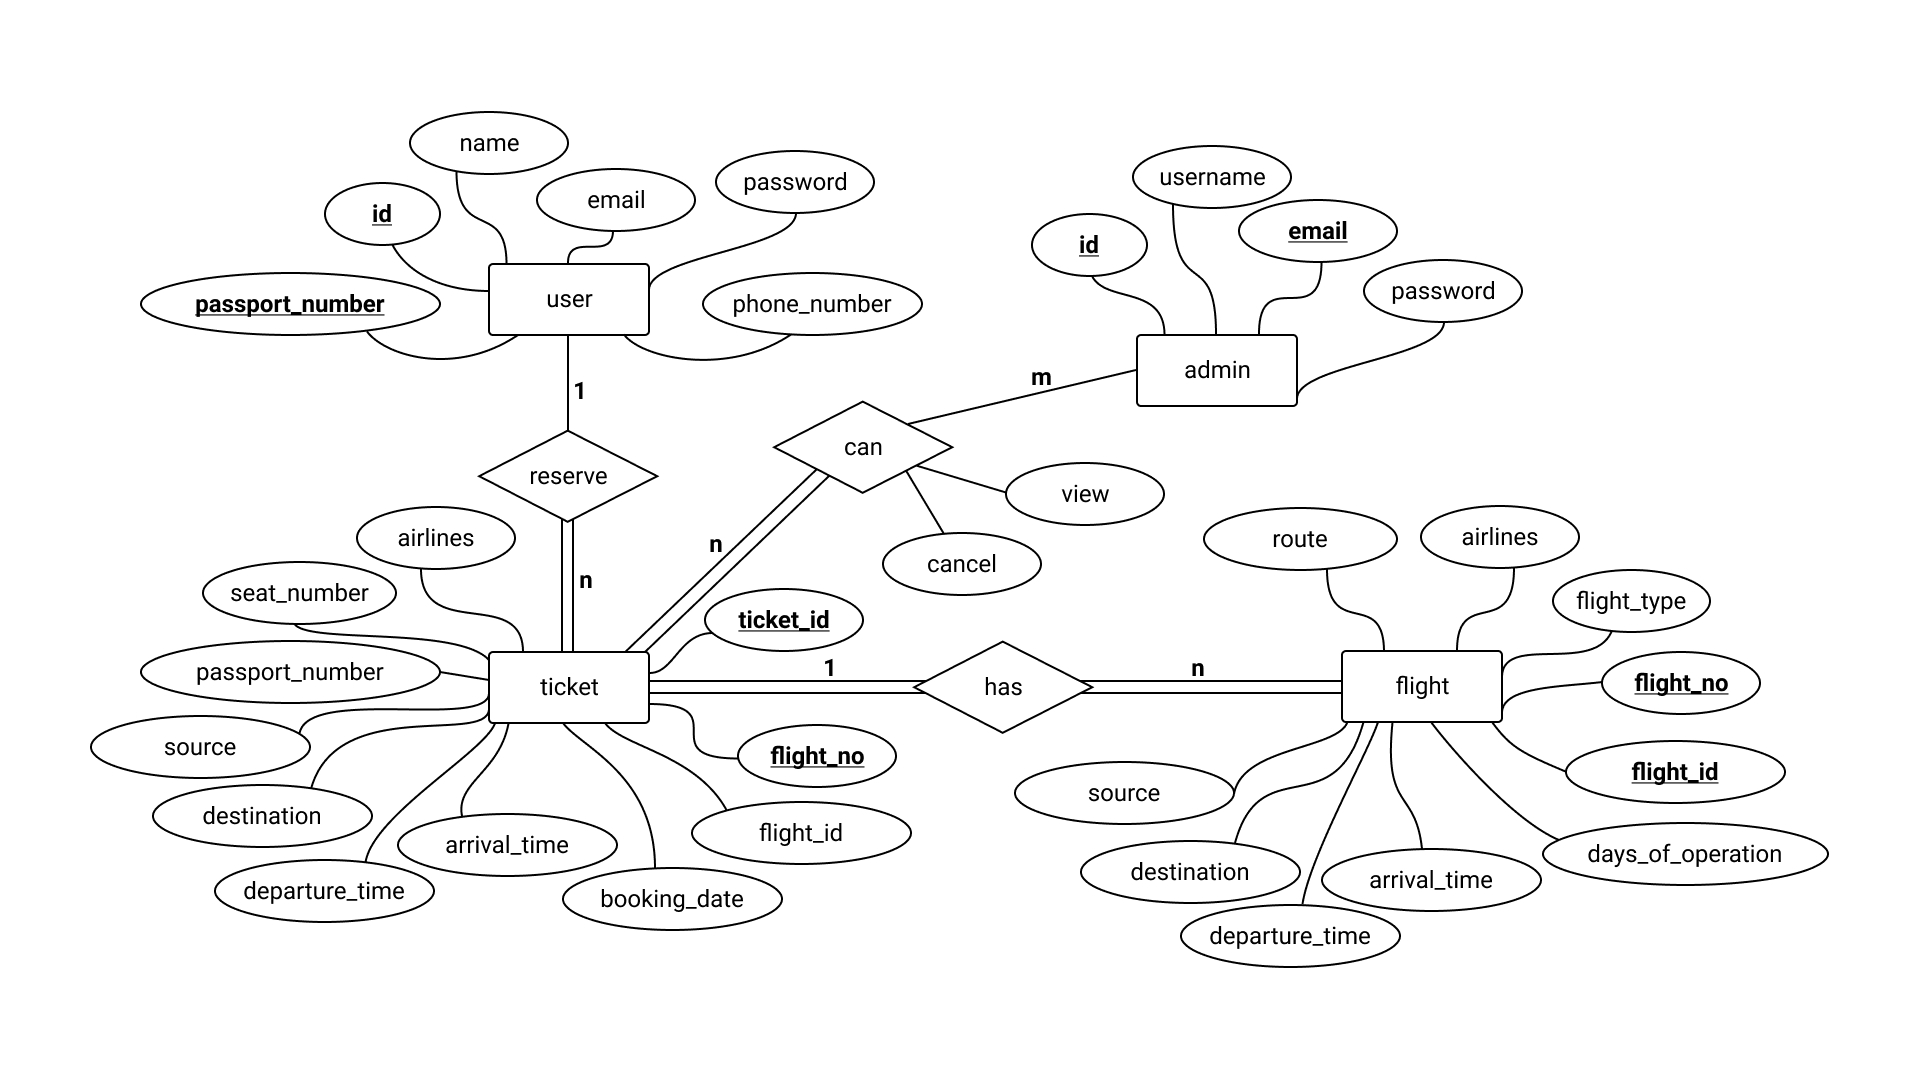 name
password
username
email
id
email
id
password
passport_number
user
phone_number
admin
1
m
can
reserve
view
airlines
route
airlines
n
cancel
n
seat_number
flight_type
ticket_id
passport_number
1
n
ticket
has
flight
flight_no
source
flight_no
flight_id
source
destination
flight_id
arrival_time
days_of_operation
destination
departure_time
booking_date
arrival_time
departure_time